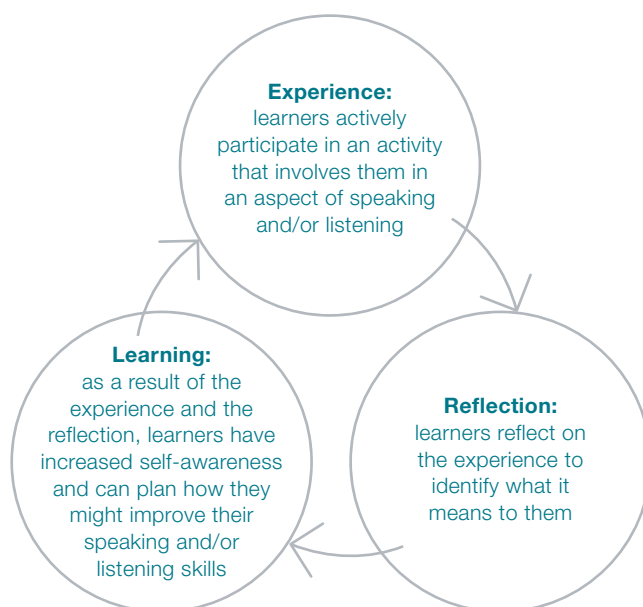 Experience:
learners actively
participate in an activity
that involves them in
an aspect of speaking
and/or listening
Reflection:
learners reflect on
the experience to
identify what it
means to them
Learning:
as a result of the
experience and the
reflection, learners have
increased self-awareness
and can plan how they
might improve their
speaking and/or
listening skills